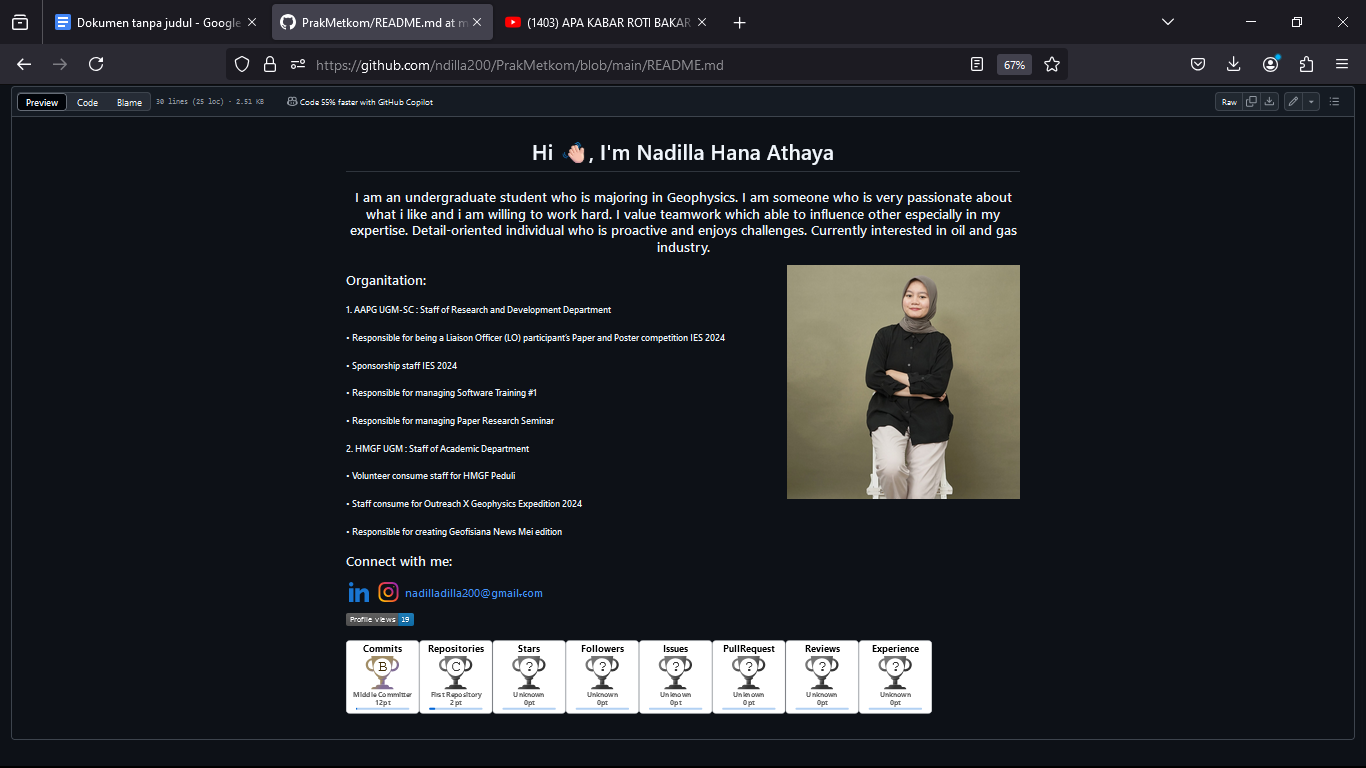 Dokumen tanpa judul - Google
PrakMetkom/README.md at m
(1403) APA KABAR ROTI BAKAR
https://github.com/ndilla200/PrakMetkom/blob/main/README.md
67%
Preview Code Blame 30 lines (25 loc) · 2.51 KB Code 55% faster with GitHub Copilot Raw
Hi 👋, I'm Nadilla Hana Athaya
I am an undergraduate student who is majoring in Geophysics. I am someone who is very passionate about
what i like and i am willing to work hard. I value teamwork which able to influence other especially in my
expertise. Detail-oriented individual who is proactive and enjoys challenges. Currently interested in oil and gas
industry.
Organitation:
1. AAPG UGM-SC : Staff of Research and Development Department
• Responsible for being a Liaison Officer (LO) participant's Paper and Poster competition IES 2024
• Sponsorship staff IES 2024
• Responsible for managing Software Training #1
• Responsible for managing Paper Research Seminar
2. HMGF UGM : Staff of Academic Department
• Volunteer consume staff for HMGF Peduli
• Staff consume for Outreach X Geophysics Expedition 2024
• Responsible for creating Geofisiana News Mei edition
Connect with me:
in nadilladilla200@gmail.com
Profile views 19
Commits Repositories Stars Followers Issues PullRequest Reviews Experience
B C ? ? ? ? ? ?
Middle Committer First Repository Unknown Unknown Unknown Unknown Unknown Unknown
12pt 2pt 0pt 0pt 0pt 0pt 0pt 0pt